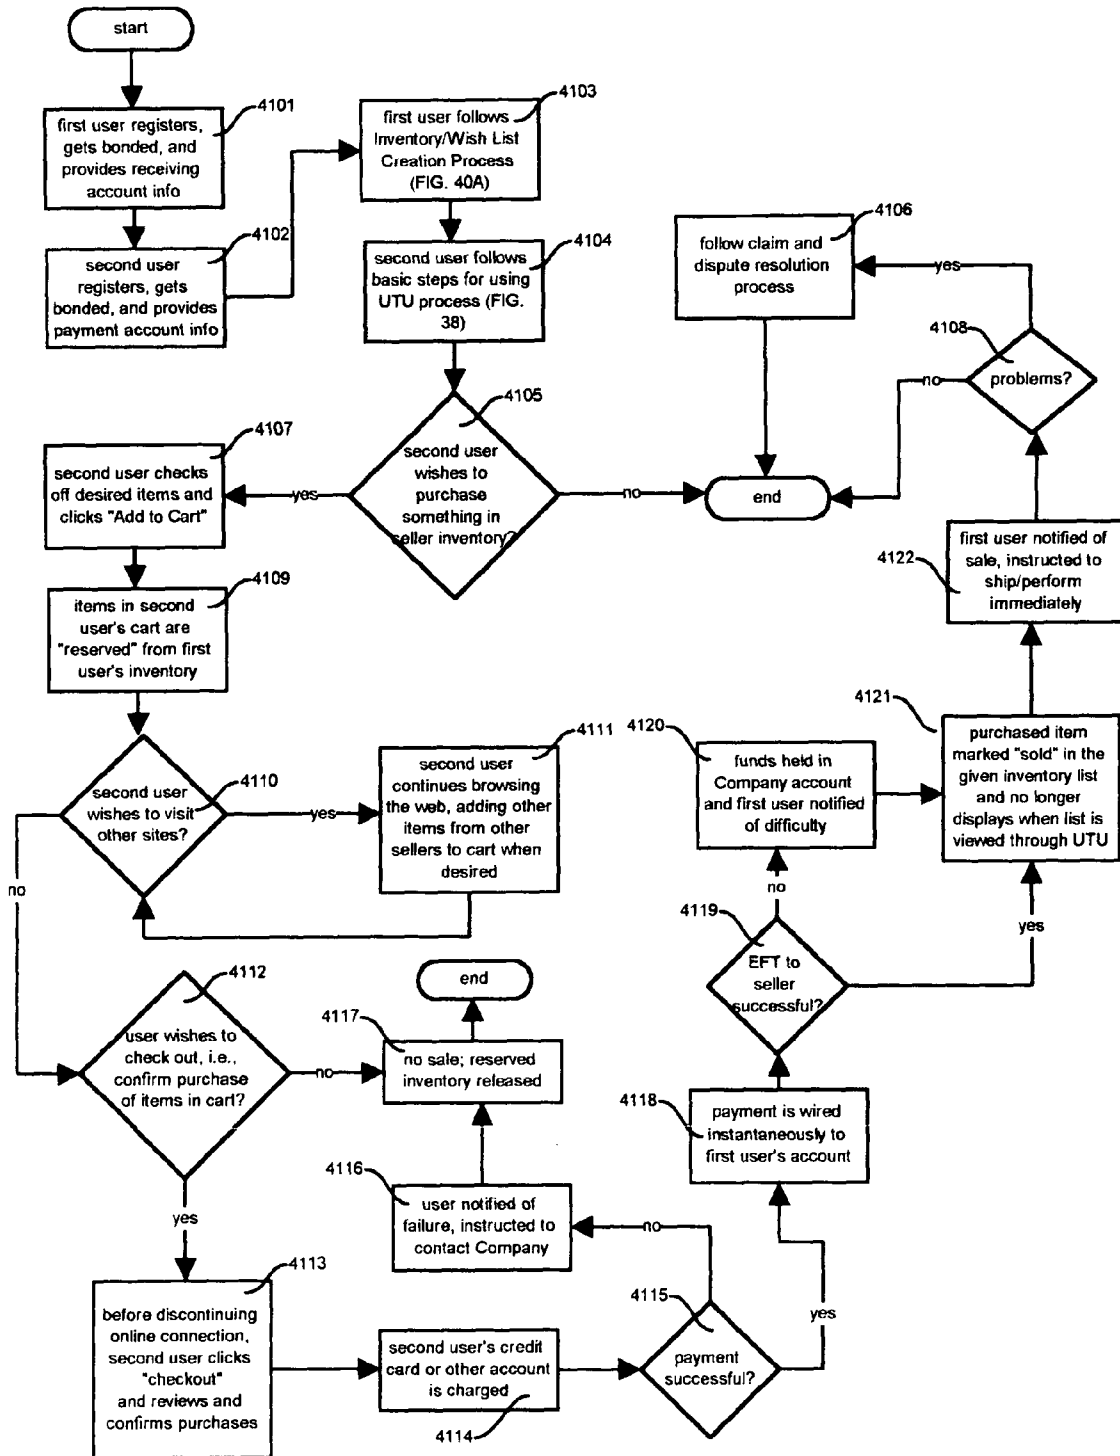 start
4101
first user registers,
gets bonded, and
provides receiving
account info
4102
second user
registers, gets
bonded, and provides
payment account info
4103
first user follows
Inventory/Wish List
Creation Process
(FIG. 40A)
4104
second user follows
basic steps for using
UTU process (FIG.
38)
4105
second user
wishes to
purchase
something in
seller inventory?
yes
no
4106
follow claim and
dispute resolution
process
end
4107
second user checks
off desired items and
clicks "Add to Cart"
4108
problems?
yes
no
4109
items in second
user's cart are
"reserved" from first
user's inventory
4110
second user
wishes to visit
other sites?
yes
no
4111
second user
continues browsing
the web, adding other
items from other
sellers to cart when
desired
4112
user wishes to
check out, i.e.,
confirm purchase
of items in cart?
no
yes
4113
before discontinuing
online connection,
second user clicks
"checkout"
and reviews and
confirms purchases
second user's credit
card or other account
is charged
4114
4115
payment
successful?
no
yes
4116
user notified of
failure, instructed to
contact Company
4117
no sale; reserved
inventory released
end
4118
payment is wired
instantaneously to
first user's account
4119
EFT to
seller
successful?
no
yes
4120
funds held in
Company account
and first user notified
of difficulty
4121
purchased item
marked "sold" in the
given inventory list
and no longer
displays when list is
viewed through UTU
4122
first user notified of
sale, instructed to
ship/perform
immediately